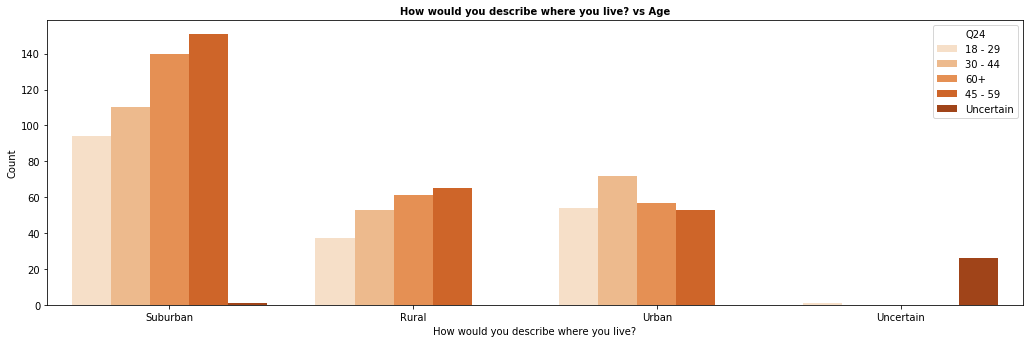 How would you describe where you live? vs Age
Count
140
120
100
80
60
40
20
0
Q24
18 - 29
30 - 44
60+
45 - 59
Uncertain
Suburban
Rural
Urban
Uncertain
How would you describe where you live?